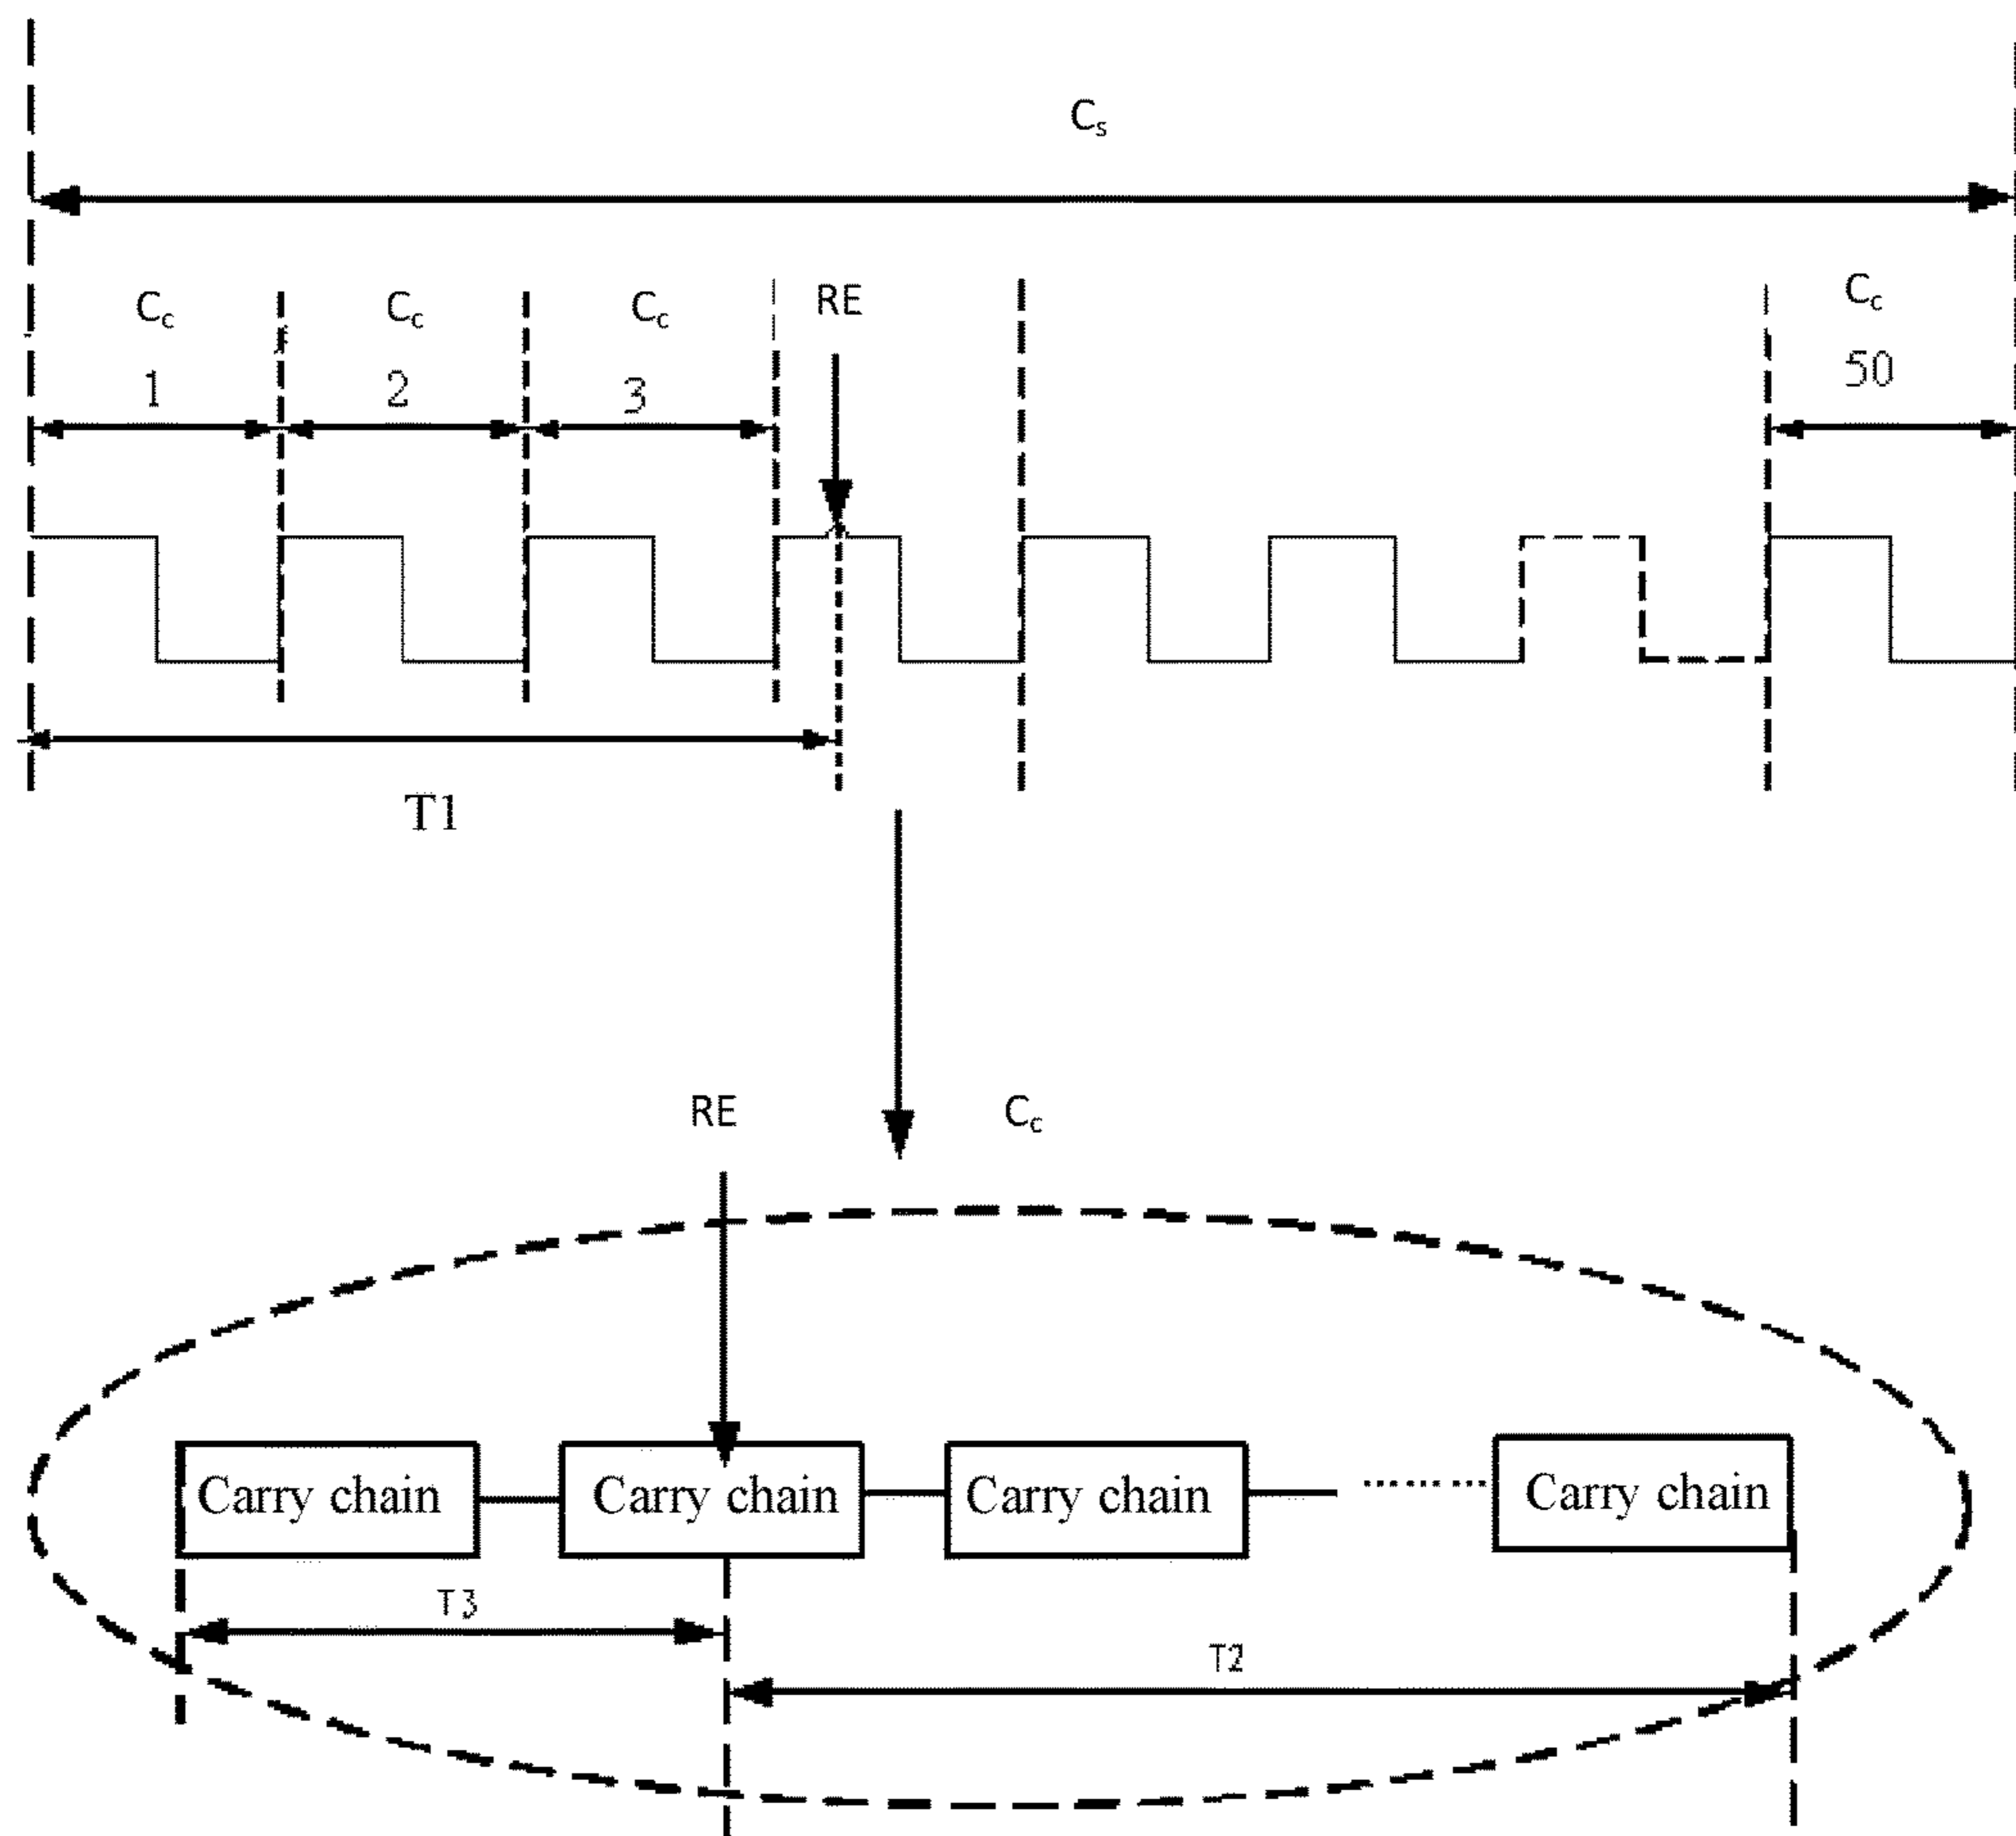 Cs
Cc Cc Cc RE Cc
1 2 3 50
T1
RE Cc
Carry chain Carry chain Carry chain Carry chain
T3
T2